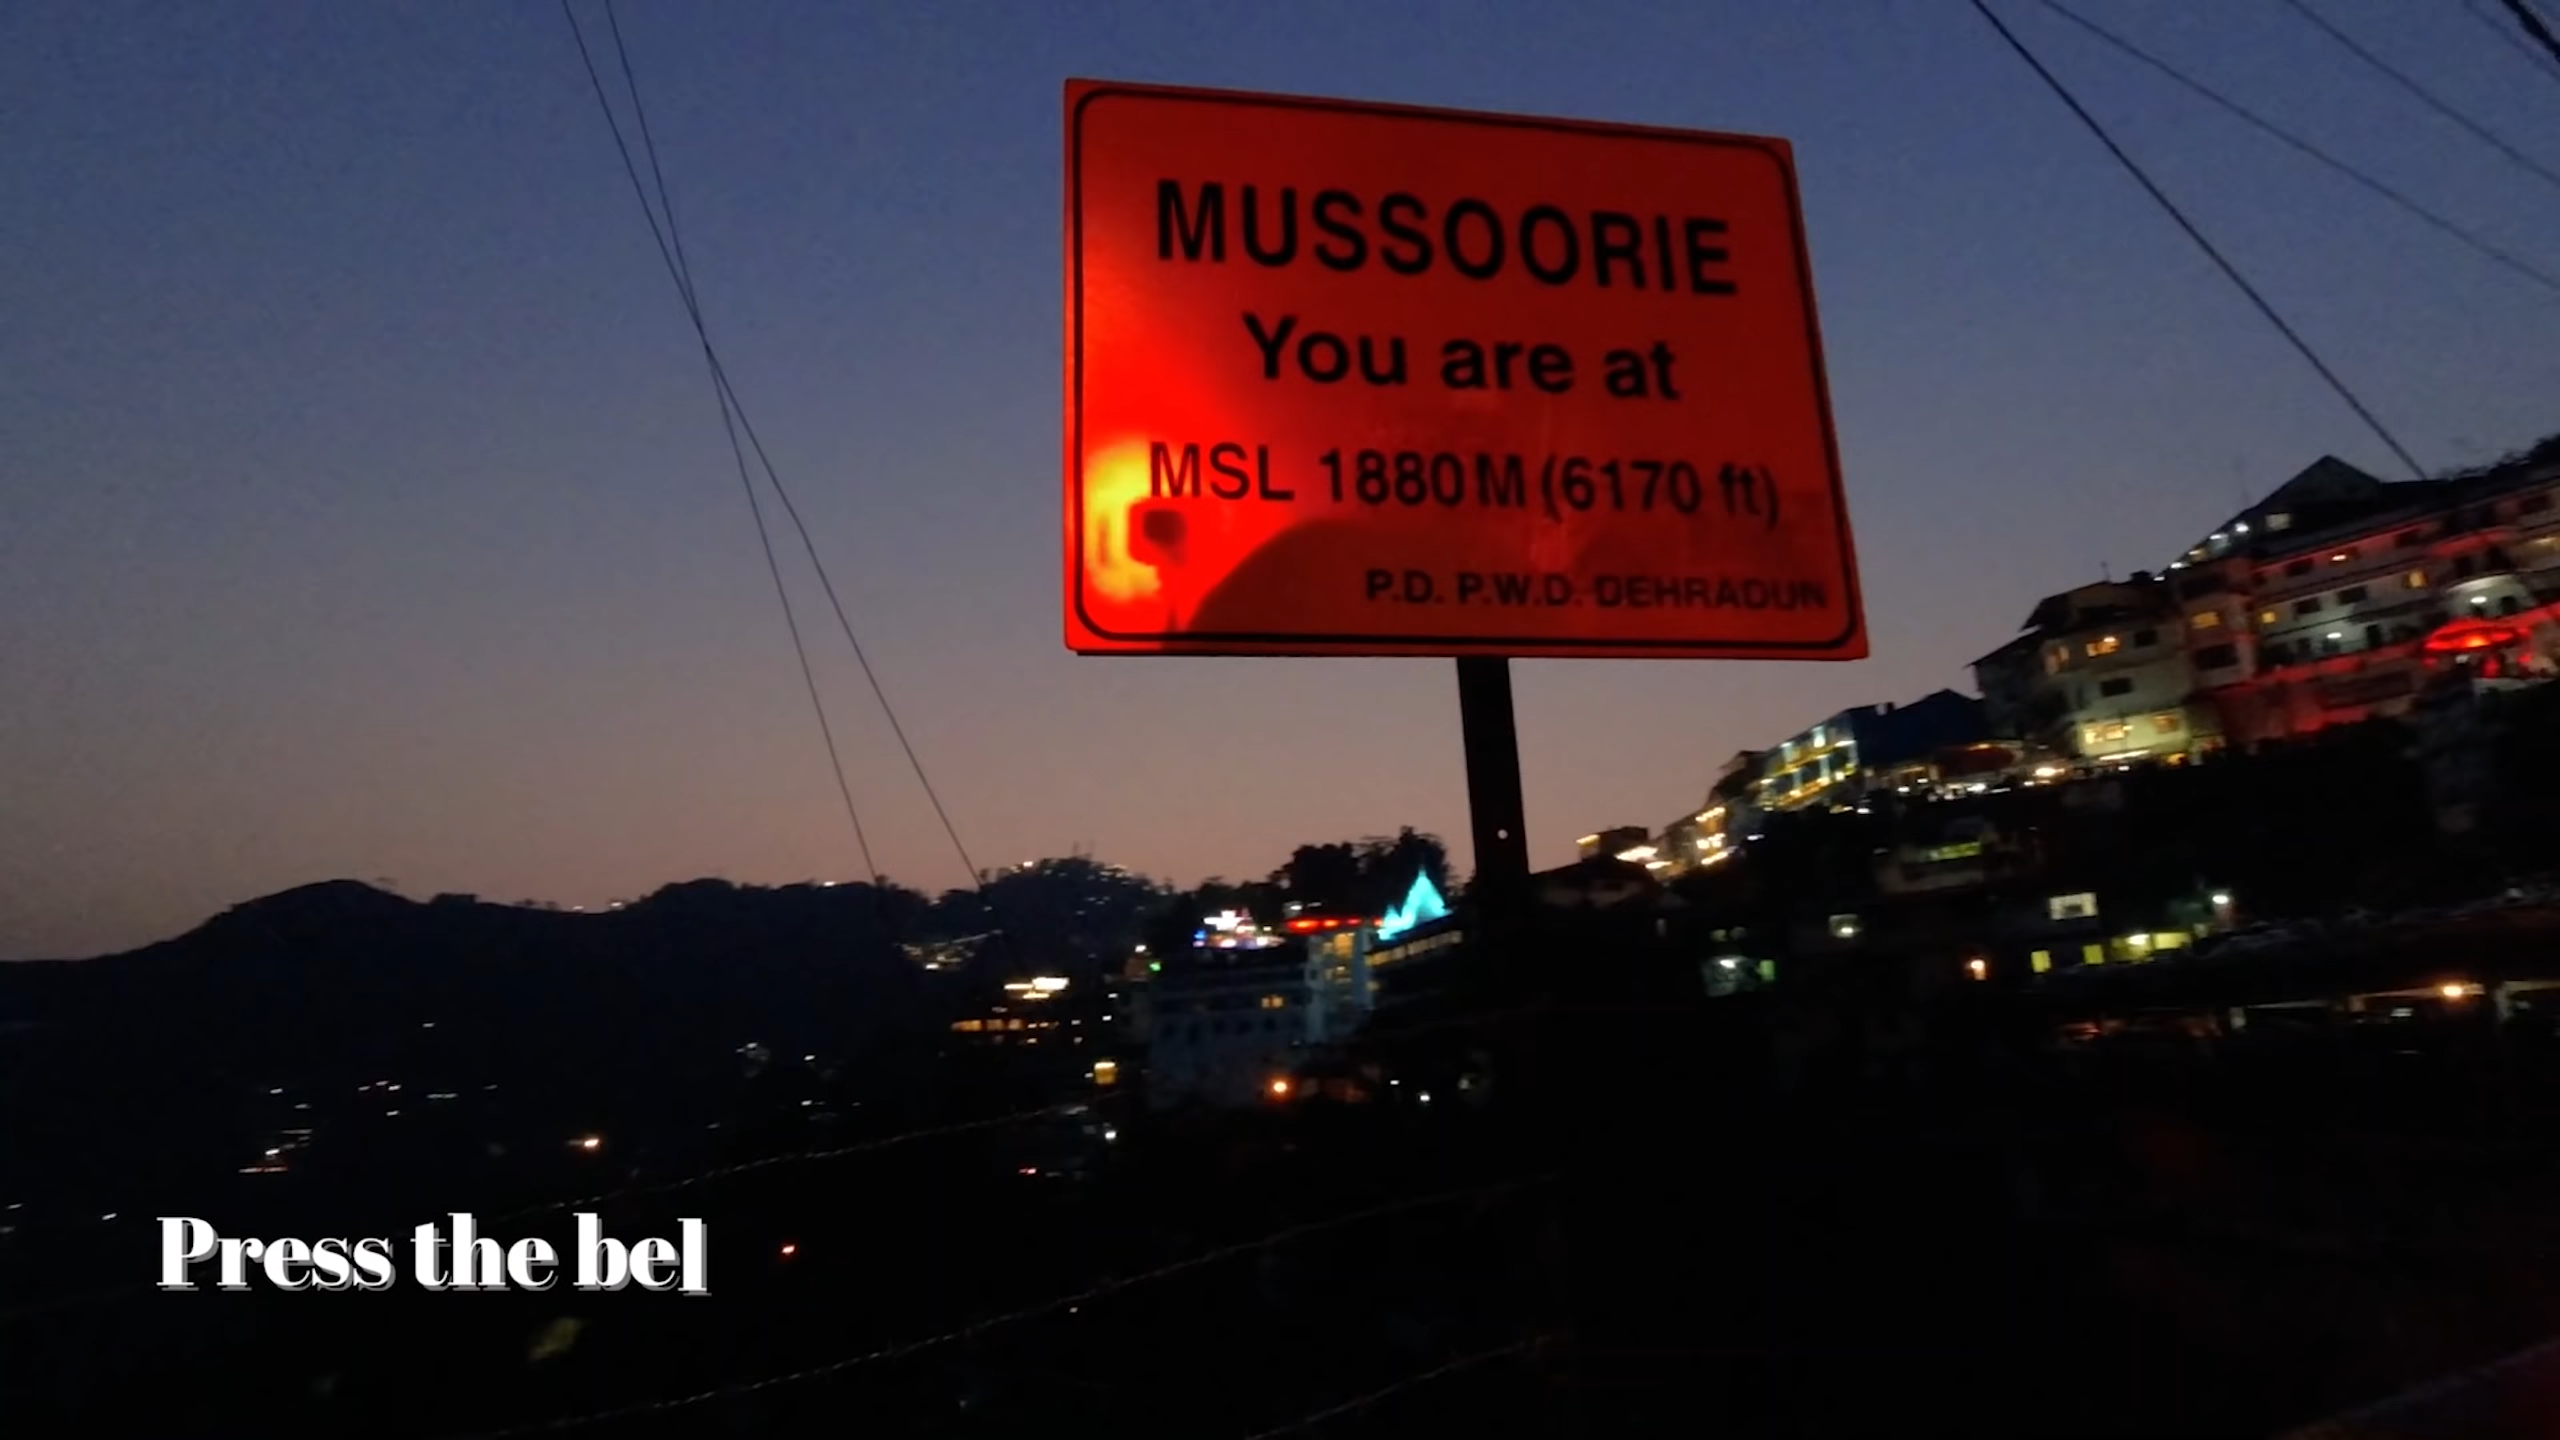 MUSSOORIE
You are at
MSL 1880M (6170 ft)
P.D. P.W.D. DEHRADUN
Press the bel